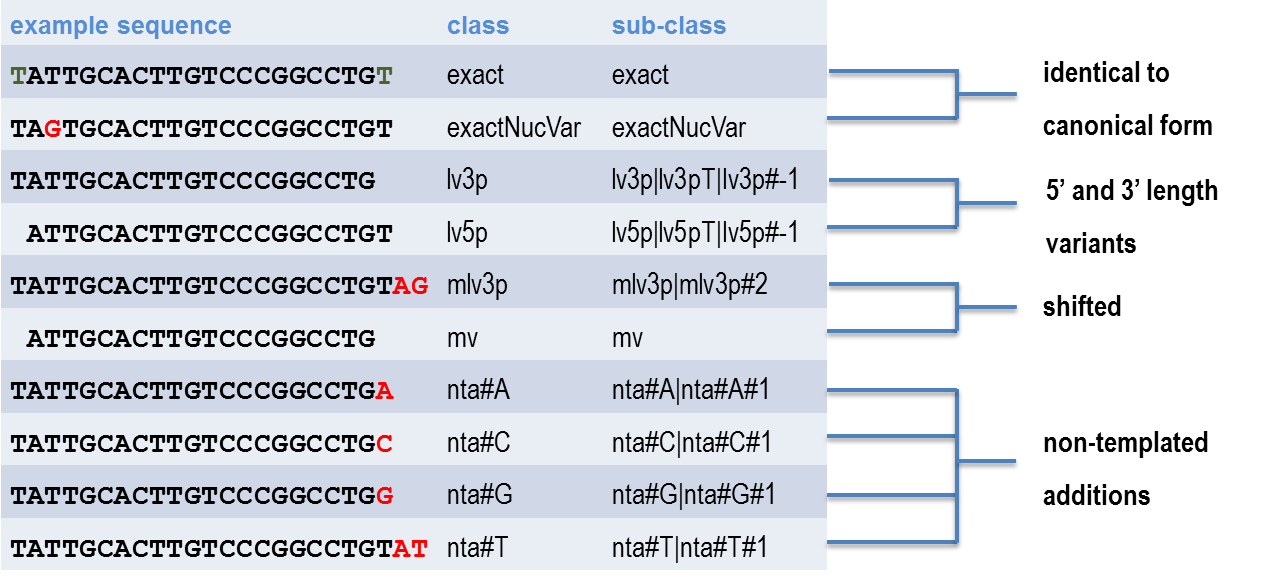 example sequence class sub-class
TATTGCACTTGTCCCGGCCTGT exact exact
TAGTGCACTTGTCCCGGCCTGT exactNucVar exactNucVar
TATTGCACTTGTCCCGGCCTG lv3p lv3p|lv3pT|lv3p#-1
ATTGCACTTGTCCCGGCCTGT lv5p lv5p|lv5pT|lv5p#-1
TATTGCACTTGTCCCGGCCTGTAG mlv3p mlv3p|mlv3p#2
ATTGCACTTGTCCCGGCCTG mv mv
TATTGCACTTGTCCCGGCCTGA nta#A nta#A|nta#A#1
TATTGCACTTGTCCCGGCCTGC nta#C nta#C|nta#C#1
TATTGCACTTGTCCCGGCCTGG nta#G nta#G|nta#G#1
TATTGCACTTGTCCCGGCCTGTAT nta#T nta#T|nta#T#1
identical to
canonical form
5’ and 3’ length
variants
shifted
non-templated
additions